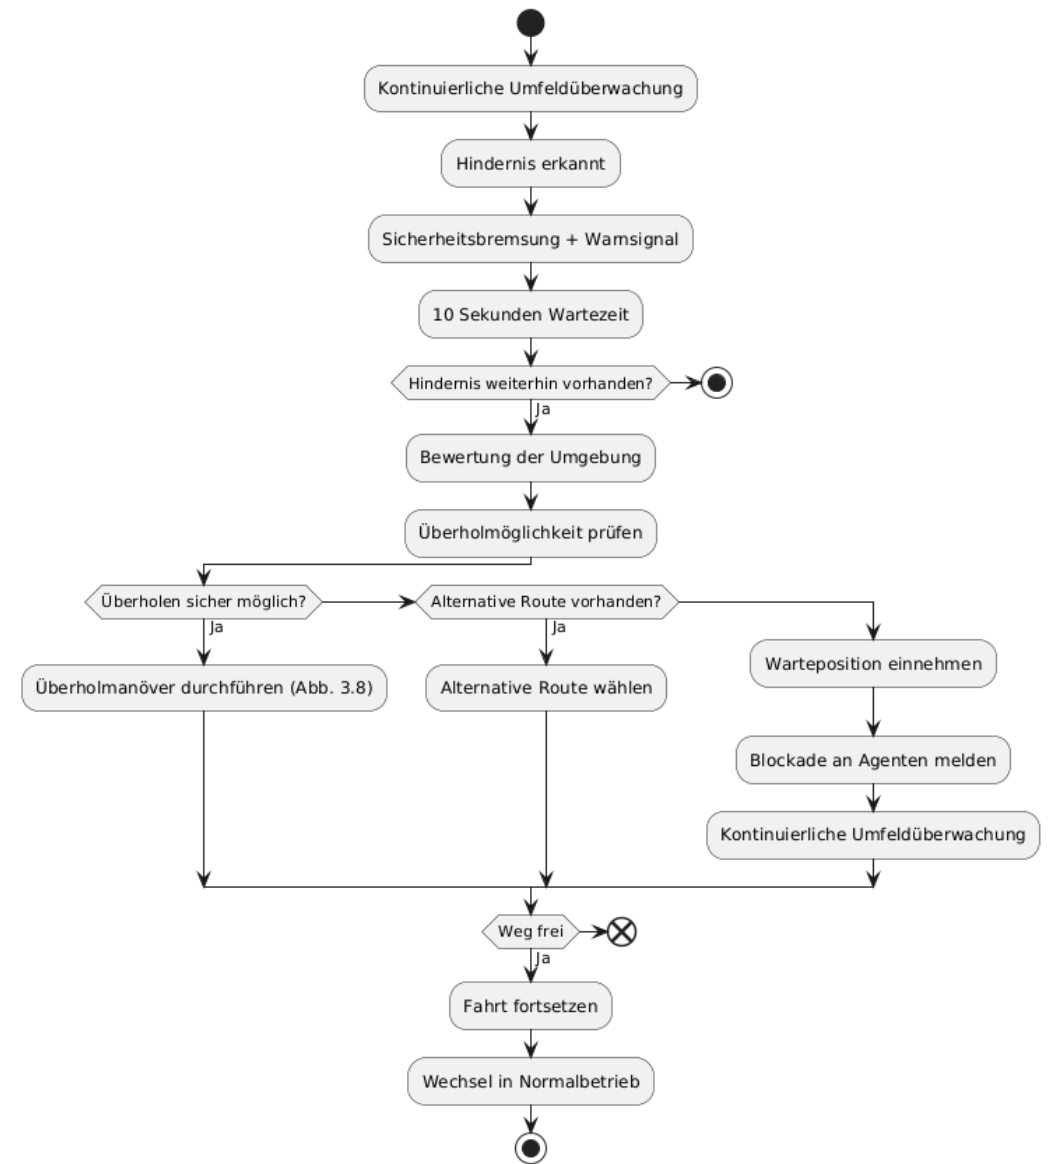 Kontinuierliche Umfeldüberwachung
Hindernis erkannt
Sicherheitsbremsung + Warnsignal
10 Sekunden Wartezeit
Hindernis weiterhin vorhanden?
Ja
Bewertung der Umgebung
Überholmöglichkeit prüfen
Überholen sicher möglich?
Alternative Route vorhanden?
Ja
Ja
Warteposition einnehmen
Überholmanöver durchführen (Abb. 3.8)
Alternative Route wählen
Blockade an Agenten melden
Kontinuierliche Umfeldüberwachung
Weg frei
Ja
Fahrt fortsetzen
Wechsel in Normalbetrieb